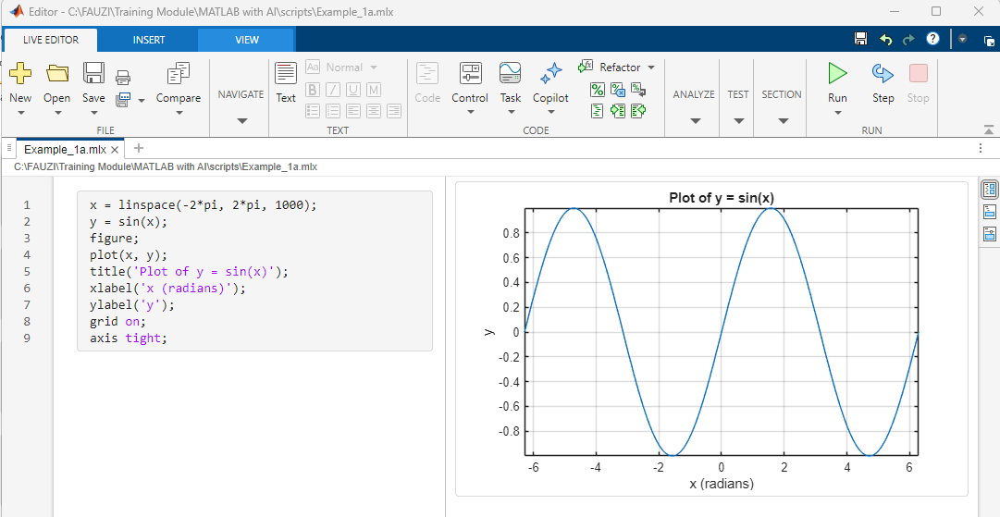 Editor - C:\FAUZI\Training Module\MATLAB with AI\scripts\Example_1a.mlx
LIVE EDITOR INSERT VIEW
New Open Save Compare NAVIGATE Text Aa Normal B I U M Code Control Task Copilot Refactor ANALYZE TEST SECTION Run Step Stop
FILE TEXT CODE RUN
Example_1a.mlx
C:\FAUZI\Training Module\MATLAB with AI\scripts\Example_1a.mlx
1 x = linspace(-2*pi, 2*pi, 1000);
2 y = sin(x);
3 figure;
4 plot(x, y);
5 title('Plot of y = sin(x)');
6 xlabel('x (radians)');
7 ylabel('y');
8 grid on;
9 axis tight;
Plot of y = sin(x)
0.8
0.6
0.4
0.2
0
-0.2
-0.4
-0.6
-0.8
y
-6 -4 -2 0 2 4 6
x (radians)